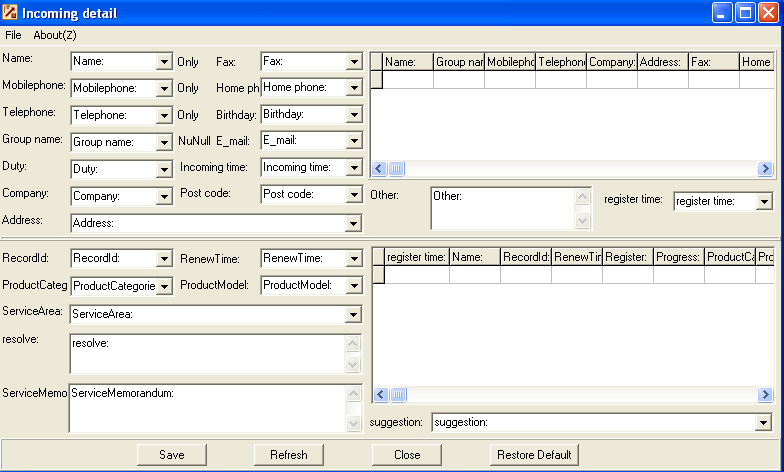 Incoming detail
File About(Z)
Name: Name: Only Fax: Fax:
Mobilephone: Mobilephone: Only Home ph Home phone:
Telephone: Telephone: Only Birthday: Birthday:
Group name: Group name: NuNull E_mail: E_mail:
Duty: Duty: Incoming time: Incoming time:
Company: Company: Post code: Post code:
Address: Address:
Name: Group nar Mobilepho Telephon Company: Address: Fax: Home
Other: Other: register time: register time:
RecordId: RecordId: RenewTime: RenewTime:
ProductCateg ProductCategorie ProductModel: ProductModel:
ServiceArea: ServiceArea:
resolve: resolve:
ServiceMemo ServiceMemorandum:
register time: Name: RecordId: RenewTir Register: Progress: ProductCa Pro
suggestion: suggestion:
Save Refresh Close Restore Default